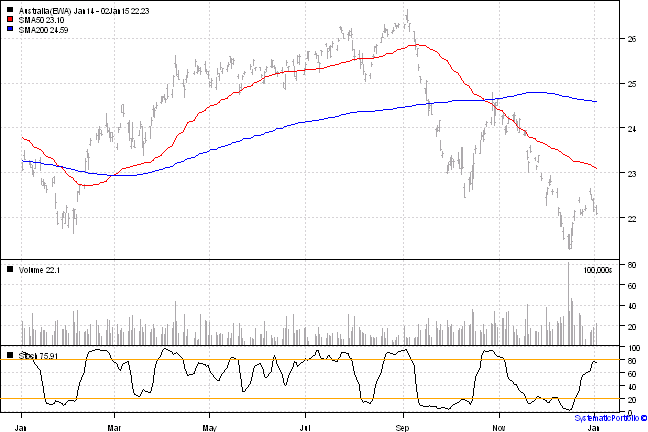 Australia(EWA) Jan14 - 02Jan15 22.23
SMA50 23.10
SMA200 24.59
26
25
24
23
22
Volume 22.1
100,000s
80
60
40
20
Stoch 75.91
100
80
60
40
20
0
Jan Mar May Jul Sep Nov Jan
SystematicPortfolio ©